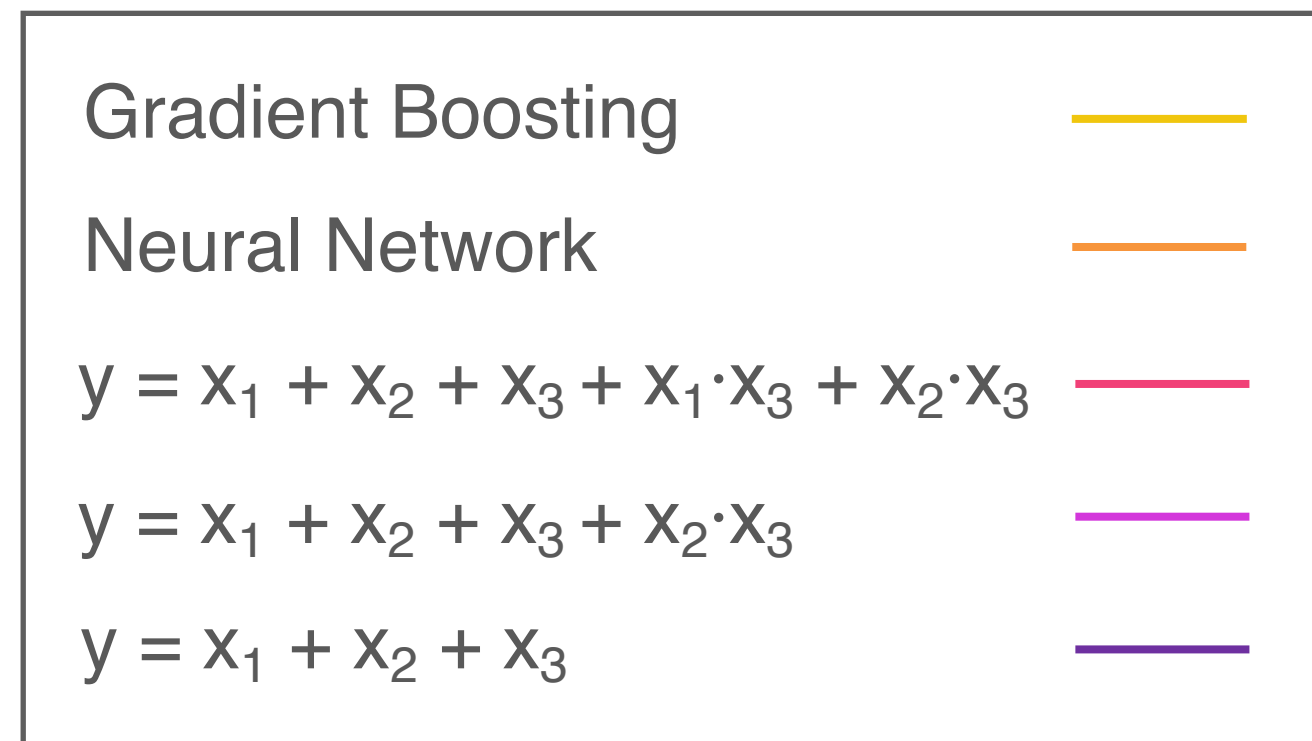 Gradient Boosting
Neural Network
y = x₁ + x₂ + x₃ + x₁·x₃ + x₂·x₃
y = x₁ + x₂ + x₃ + x₂·x₃
y = x₁ + x₂ + x₃